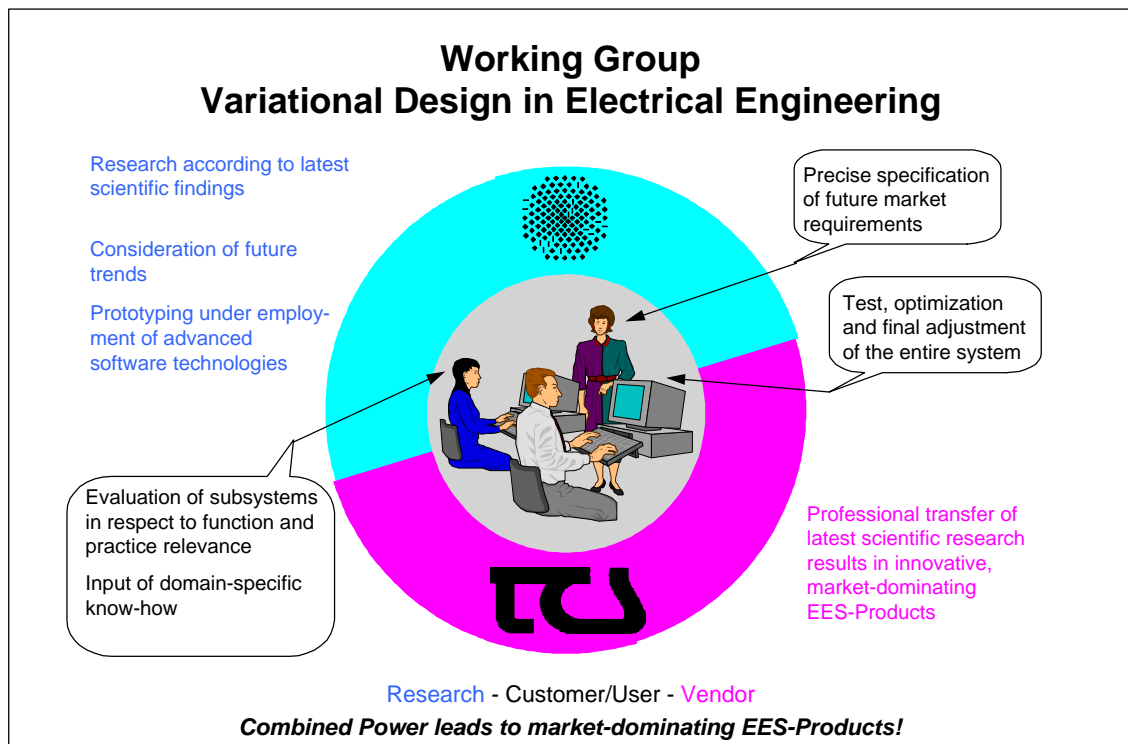 Working Group
Variational Design in Electrical Engineering
Research according to latest
scientific findings
Consideration of future
trends
Prototyping under employ-
ment of advanced
software technologies
Precise specification
of future market
requirements
Test, optimization
and final adjustment
of the entire system
Evaluation of subsystems
in respect to function and
practice relevance
Input of domain-specific
know-how
Professional transfer of
latest scientific research
results in innovative,
market-dominating
EES-Products
TCS
Research - Customer/User - Vendor
Combined Power leads to market-dominating EES-Products!